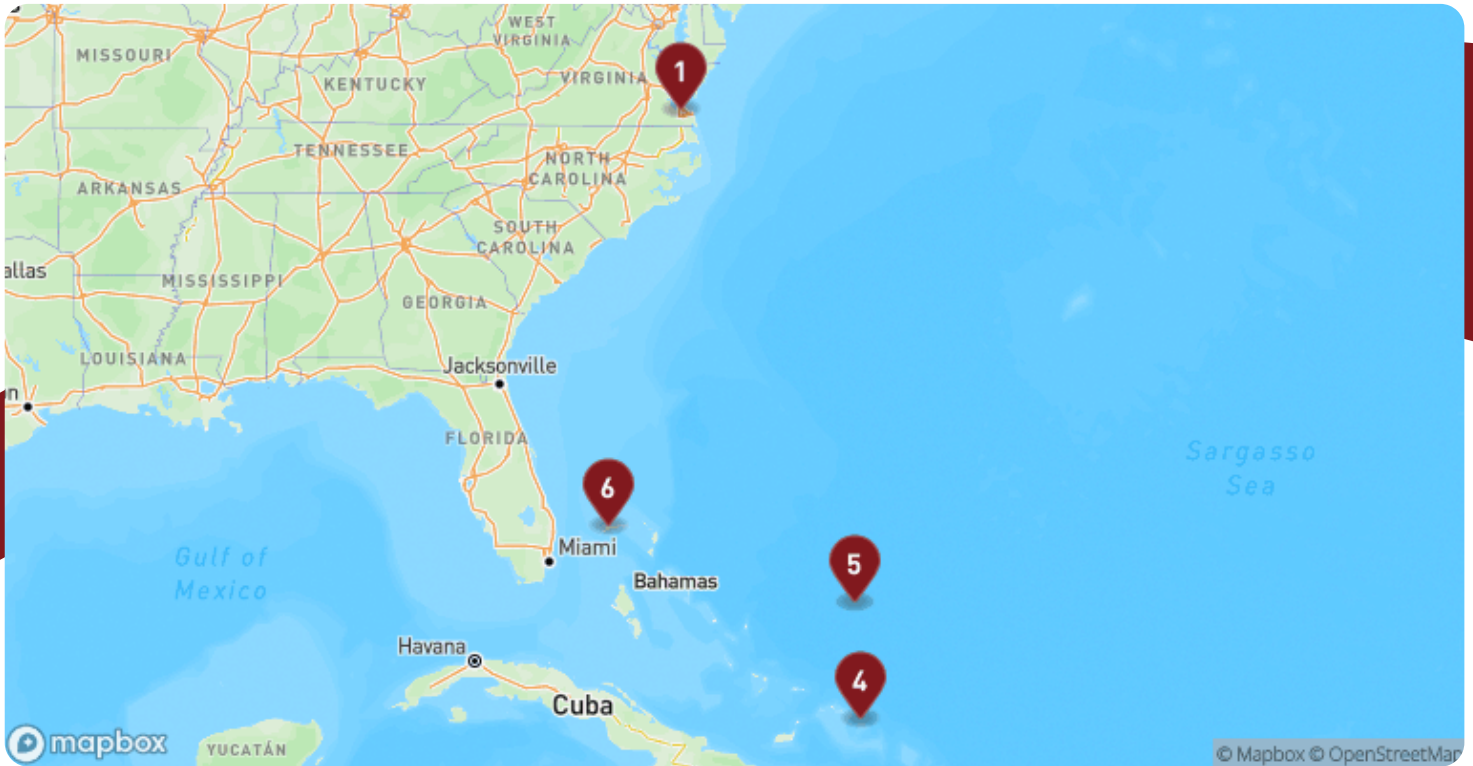 WEST
VIRGINIA
MISSOURI
KENTUCKY
VIRGINIA
1
TENNESSEE
NORTH
CAROLINA
ARKANSAS
SOUTH
CAROLINA
allas
MISSISSIPPI
GEORGIA
LOUISIANA
Jacksonville
n
FLORIDA
Sargasso
Sea
6
Miami
Gulf of
Mexico
5
Bahamas
Havana
4
Cuba
mapbox
YUCATÁN
© Mapbox © OpenStreetMap